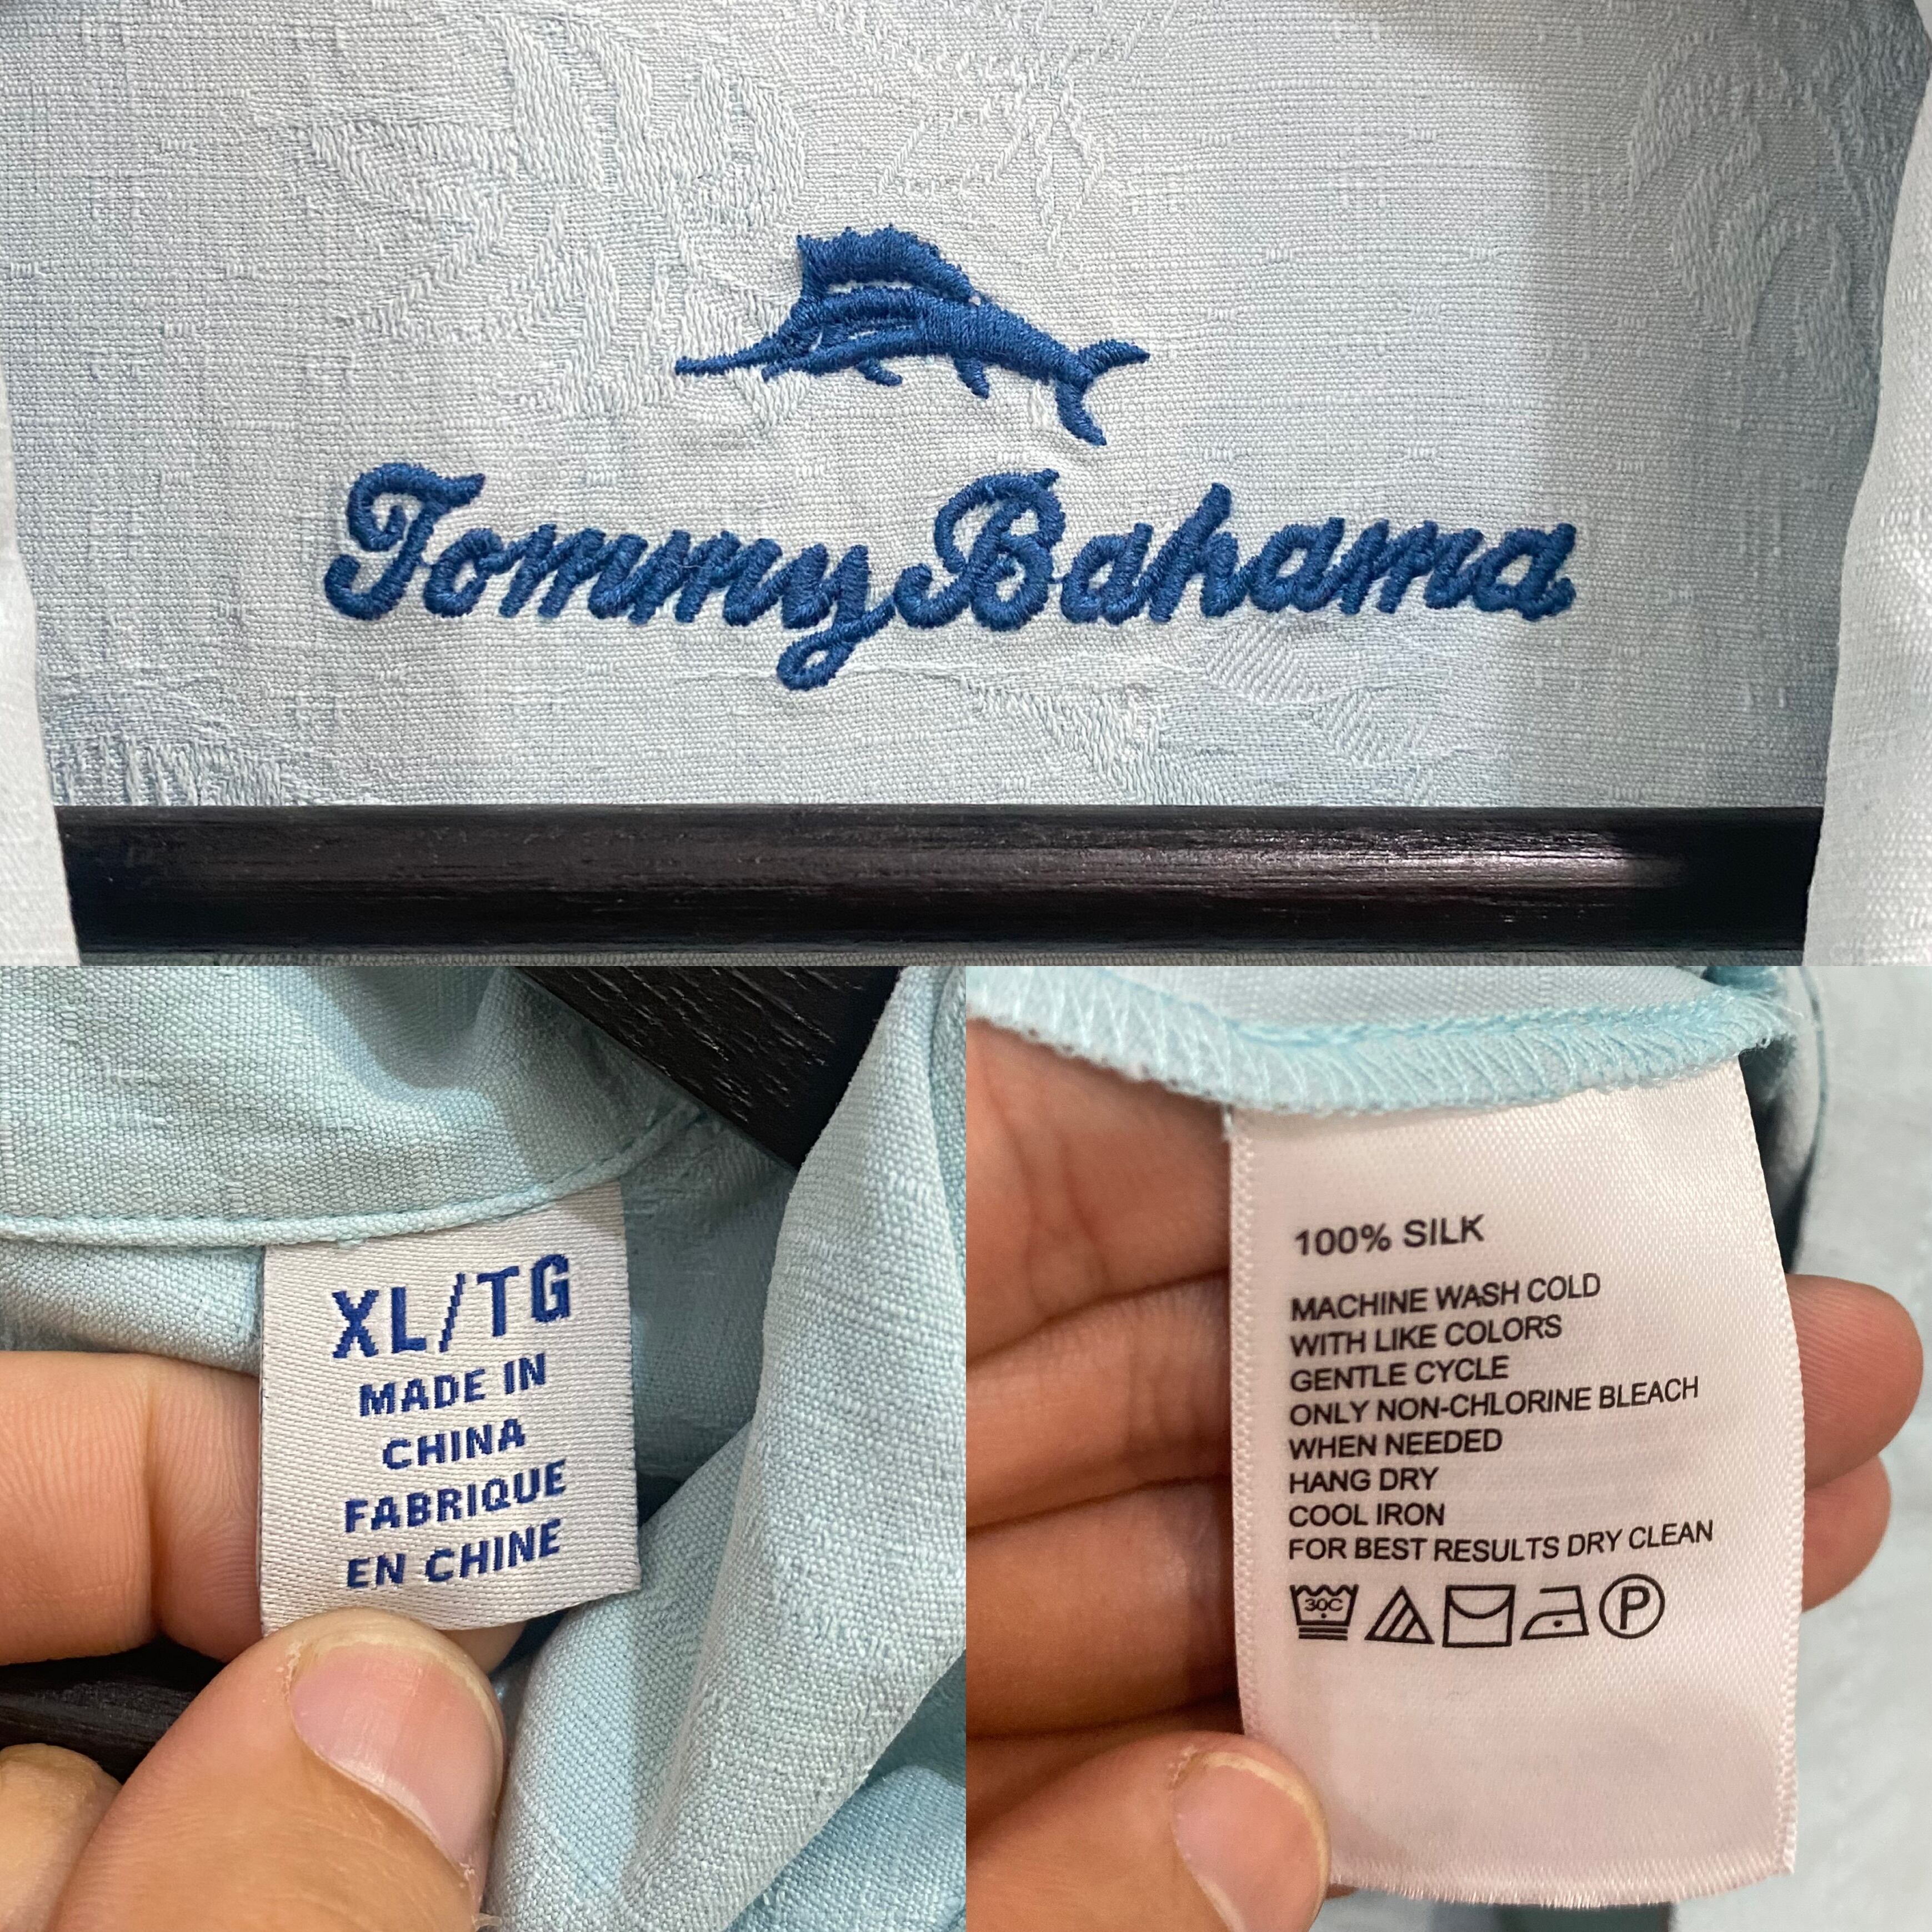 Tommy Bahama
XL/TG
MADE IN
CHINA
FABRIQUE
EN CHINE
100% SILK
MACHINE WASH COLD
WITH LIKE COLORS
GENTLE CYCLE
ONLY NON-CHLORINE BLEACH
WHEN NEEDED
HANG DRY
COOL IRON
FOR BEST RESULTS DRY CLEAN
30C P